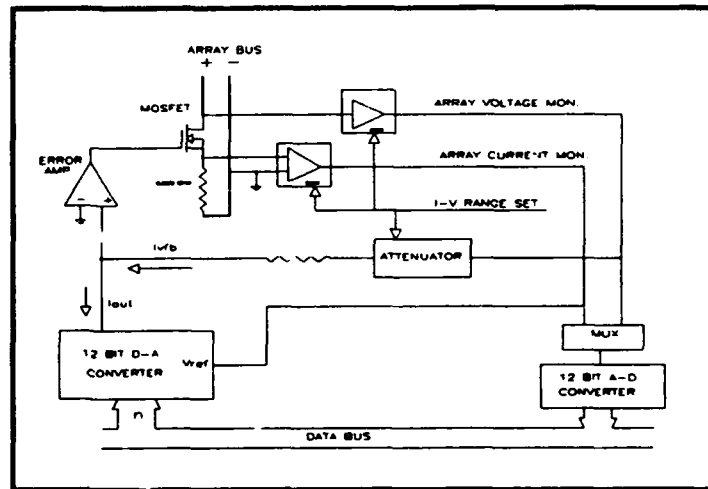 ARRAY BUS
+ −
MOSFET
ARRAY VOLTAGE MON.
ERROR
AMP
ARRAY CURRENT MON
− +
I-V RANGE SET
Ivfb
ATTENUATOR
Iout
12 BIT D-A
CONVERTER
Vref
MUX
12 BIT A-D
CONVERTER
n
DATA BUS